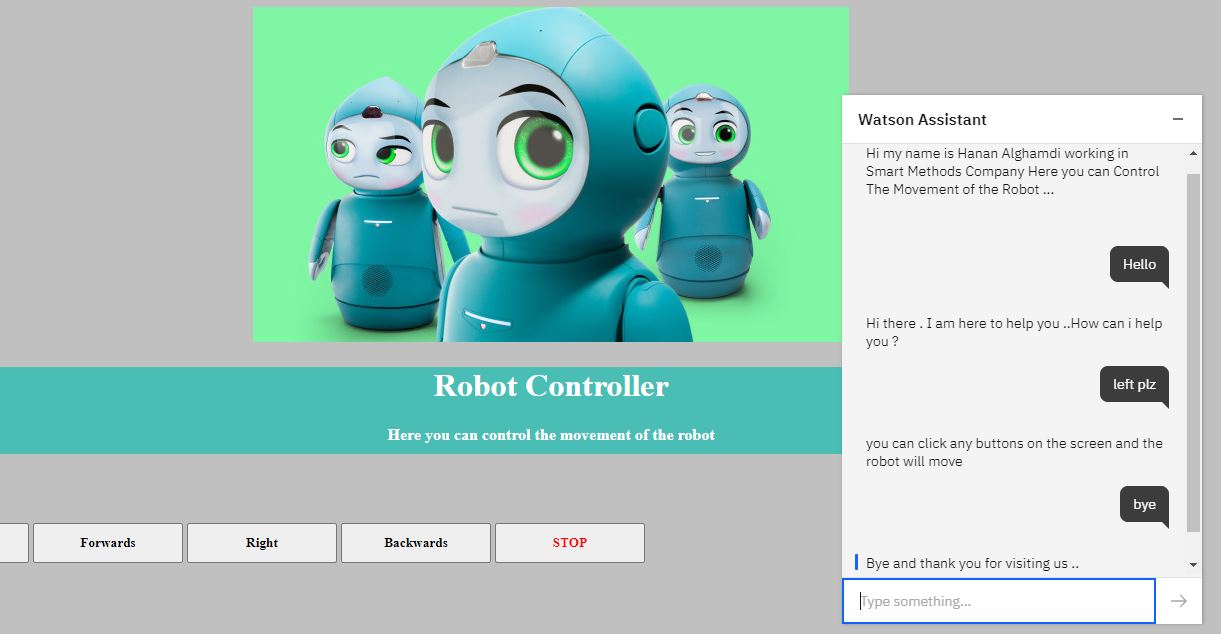 Watson Assistant
Hi my name is Hanan Alghamdi working in
Smart Methods Company Here you can Control
The Movement of the Robot ...
Hello
Hi there . I am here to help you ..How can i help
you ?
left plz
you can click any buttons on the screen and the
robot will move
bye
Bye and thank you for visiting us ..
Type something...
Robot Controller
Here you can control the movement of the robot
Forwards
Right
Backwards
STOP